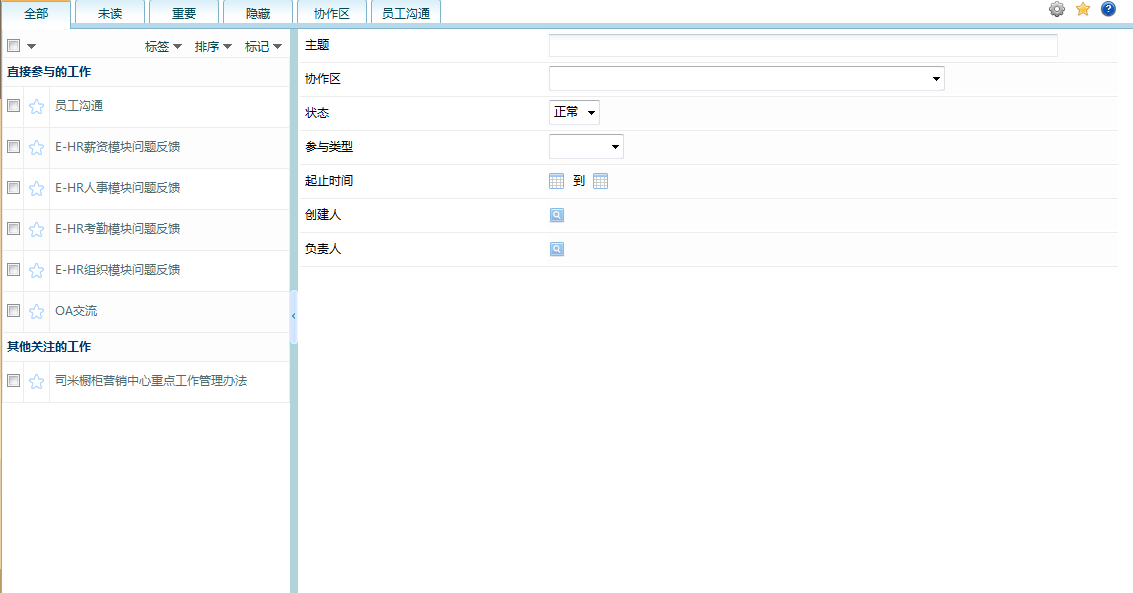 全部 未读 重要 隐藏 协作区 员工沟通
标签 排序 标记
直接参与的工作
员工沟通
E-HR薪资模块问题反馈
E-HR人事模块问题反馈
E-HR考勤模块问题反馈
E-HR组织模块问题反馈
OA交流
其他关注的工作
司米橱柜营销中心重点工作管理办法
主题
协作区
状态 正常
参与类型
起止时间 到
创建人
负责人